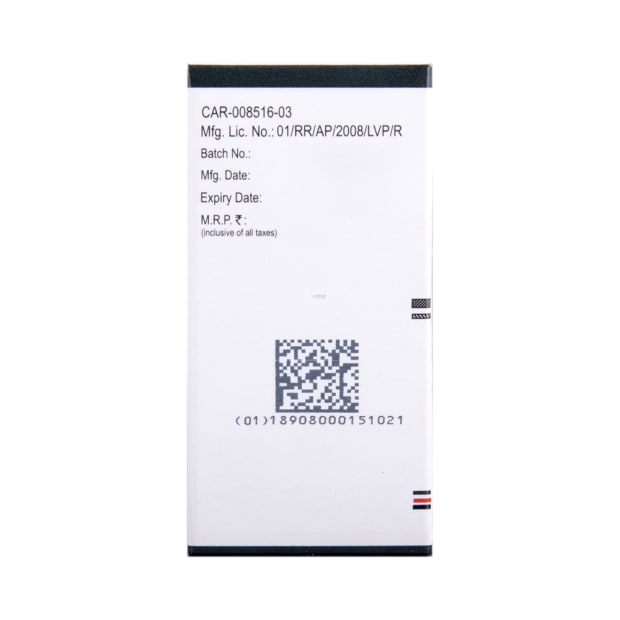 CAR-008516-03
Mfg. Lic. No.: 01/RR/AP/2008/LVP/R
Batch No.:
Mfg. Date:
Expiry Date:
M.R.P. ₹ :
(inclusive of all taxes)
(01)18908000151021